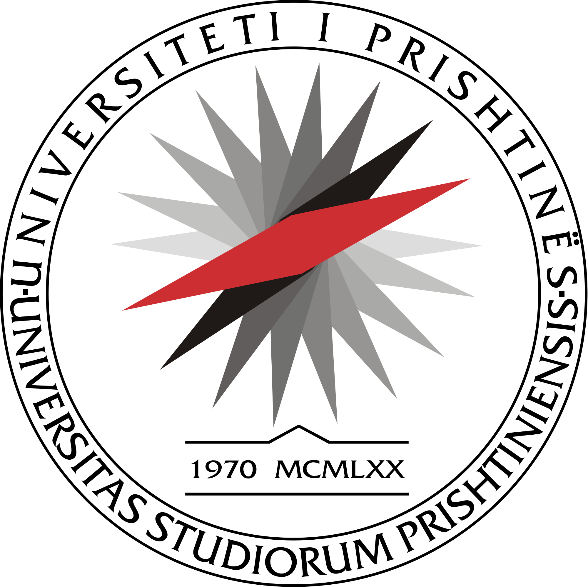 UNIVERSITETI I PRISHTINËS
UNIVERSITAS STUDIORUM PRISHTINIENSIS
1970 MCMLXX